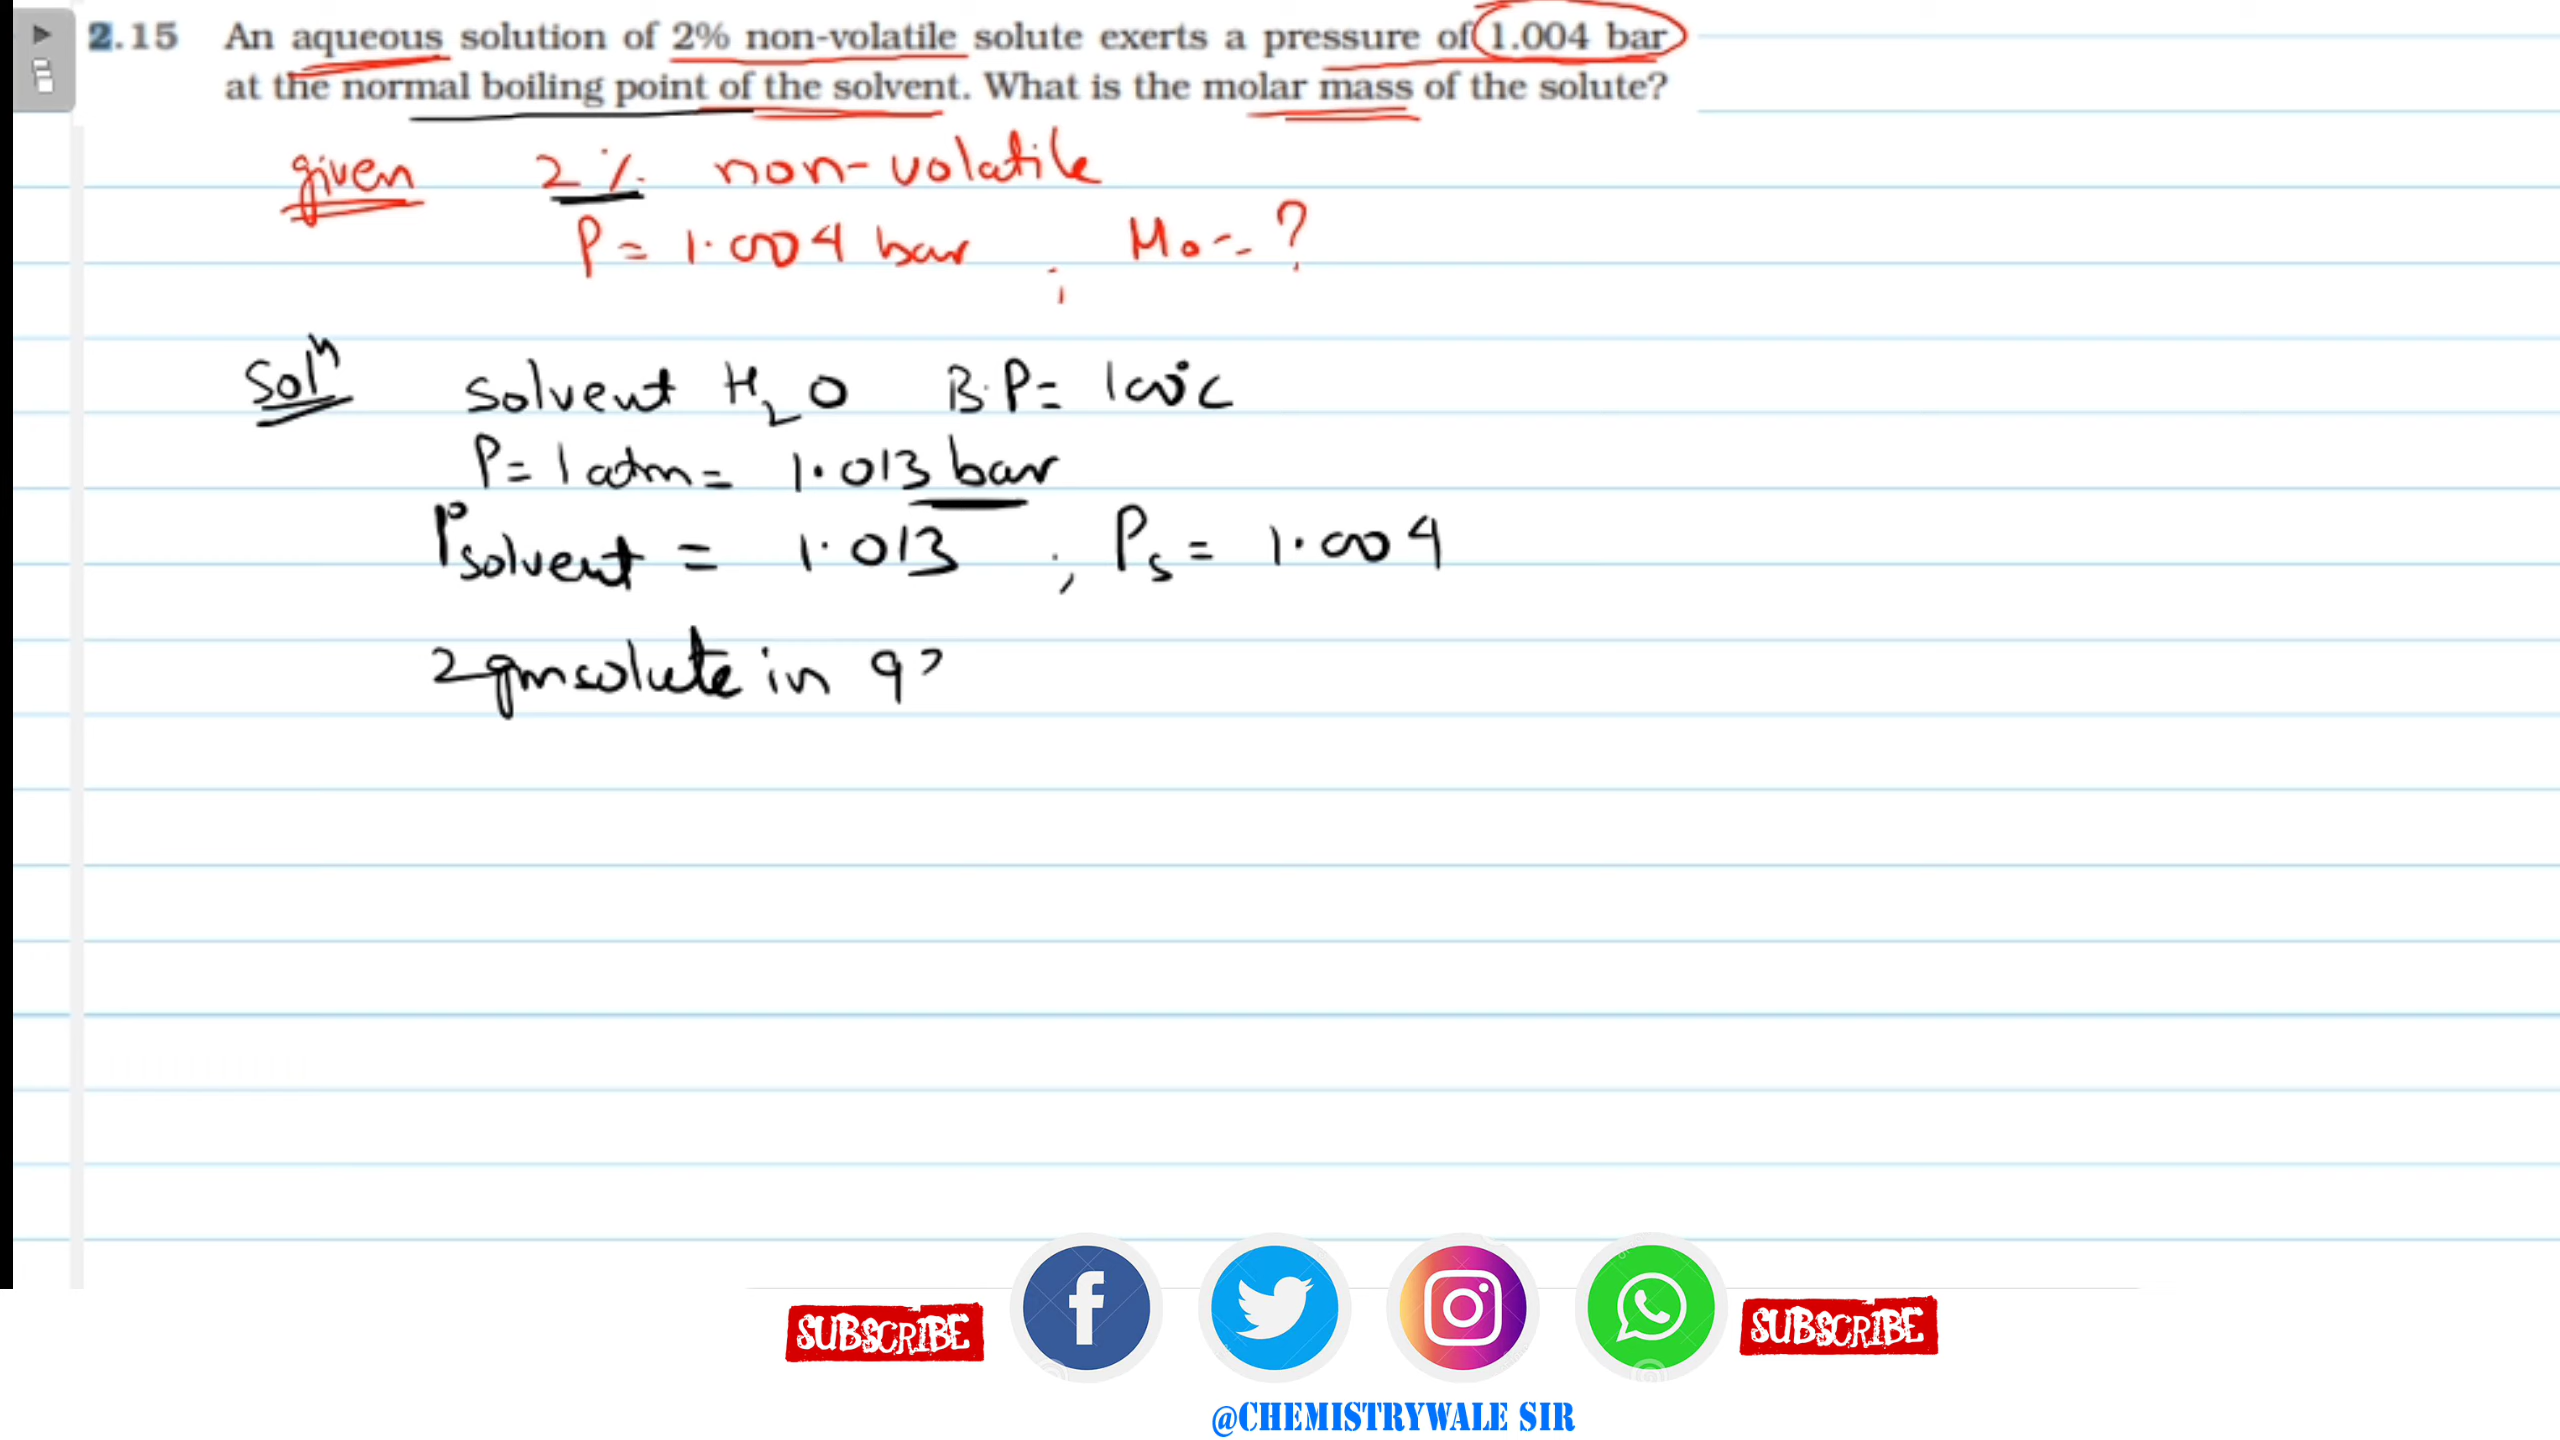 2.15 An aqueous solution of 2% non-volatile solute exerts a pressure of 1.004 bar
at the normal boiling point of the solvent. What is the molar mass of the solute?
given 2% non-volatile
P = 1.004 bar ; Mo = ?
Solⁿ solvent H₂O B.P = 100°C
P = 1 atm = 1.013 bar
P°solvent = 1.013 ; Ps = 1.004
2gm solute in 9
SUBSCRIBE
SUBSCRIBE
@CHEMISTRYWALE SIR